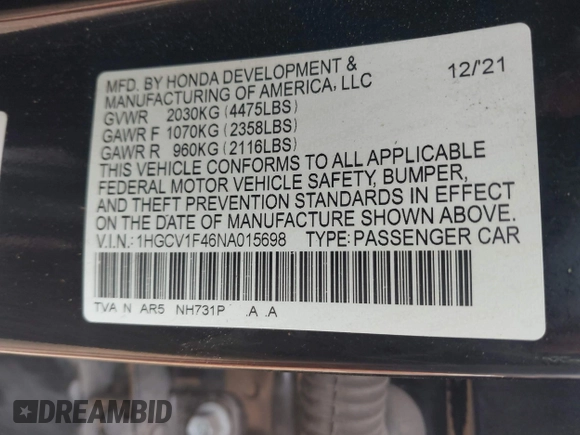 MFD. BY HONDA DEVELOPMENT & 12/'21
MANUFACTURING OF AMERICA, LLC
GVWR 2030KG (4475LBS)
GAWR F 1070KG (2358LBS)
GAWR R 960KG (2116LBS)
THIS VEHICLE CONFORMS TO ALL APPLICABLE
FEDERAL MOTOR VEHICLE SAFETY, BUMPER,
AND THEFT PREVENTION STANDARDS IN EFFECT
ON THE DATE OF MANUFACTURE SHOWN ABOVE.
V.I.N.: 1HGCV1F46NA015698 TYPE: PASSENGER CAR
TVA N AR5 NH731P .A .A
DREAMBID